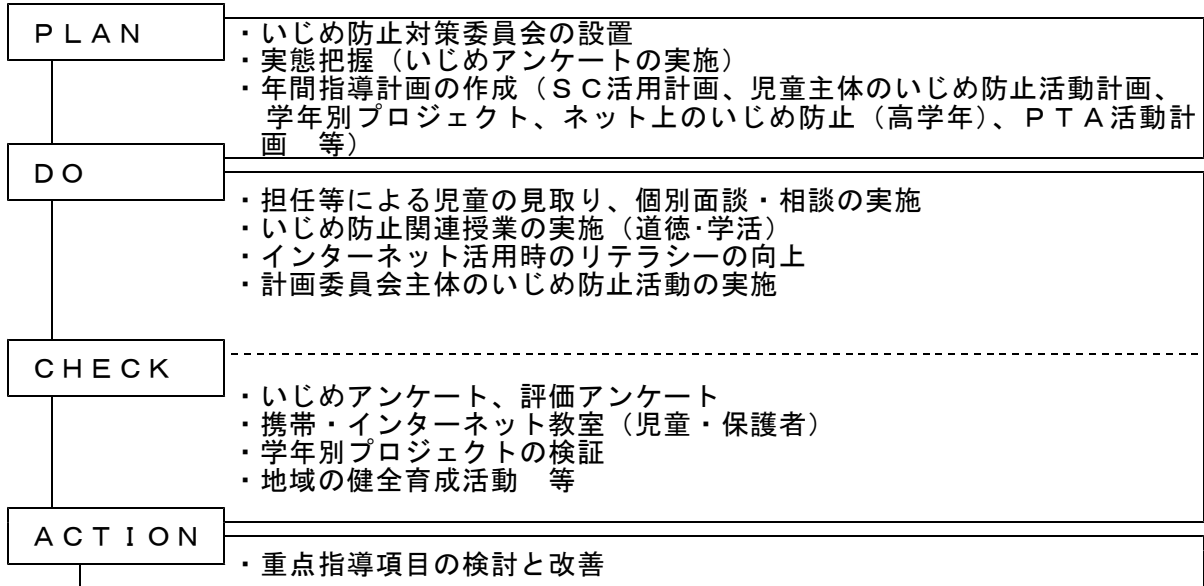 ＰＬＡＮ
・いじめ防止対策委員会の設置
・実態把握（いじめアンケートの実施）
・年間指導計画の作成（ＳＣ活用計画、児童主体のいじめ防止活動計画、
学年別プロジェクト、ネット上のいじめ防止（高学年）、ＰＴＡ活動計
画　等）
ＤＯ
・担任等による児童の見取り、個別面談・相談の実施
・いじめ防止関連授業の実施（道徳･学活）
・インターネット活用時のリテラシーの向上
・計画委員会主体のいじめ防止活動の実施
ＣＨＥＣＫ
・いじめアンケート、評価アンケート
・携帯・インターネット教室（児童・保護者）
・学年別プロジェクトの検証
・地域の健全育成活動　等
ＡＣＴＩＯＮ
・重点指導項目の検討と改善